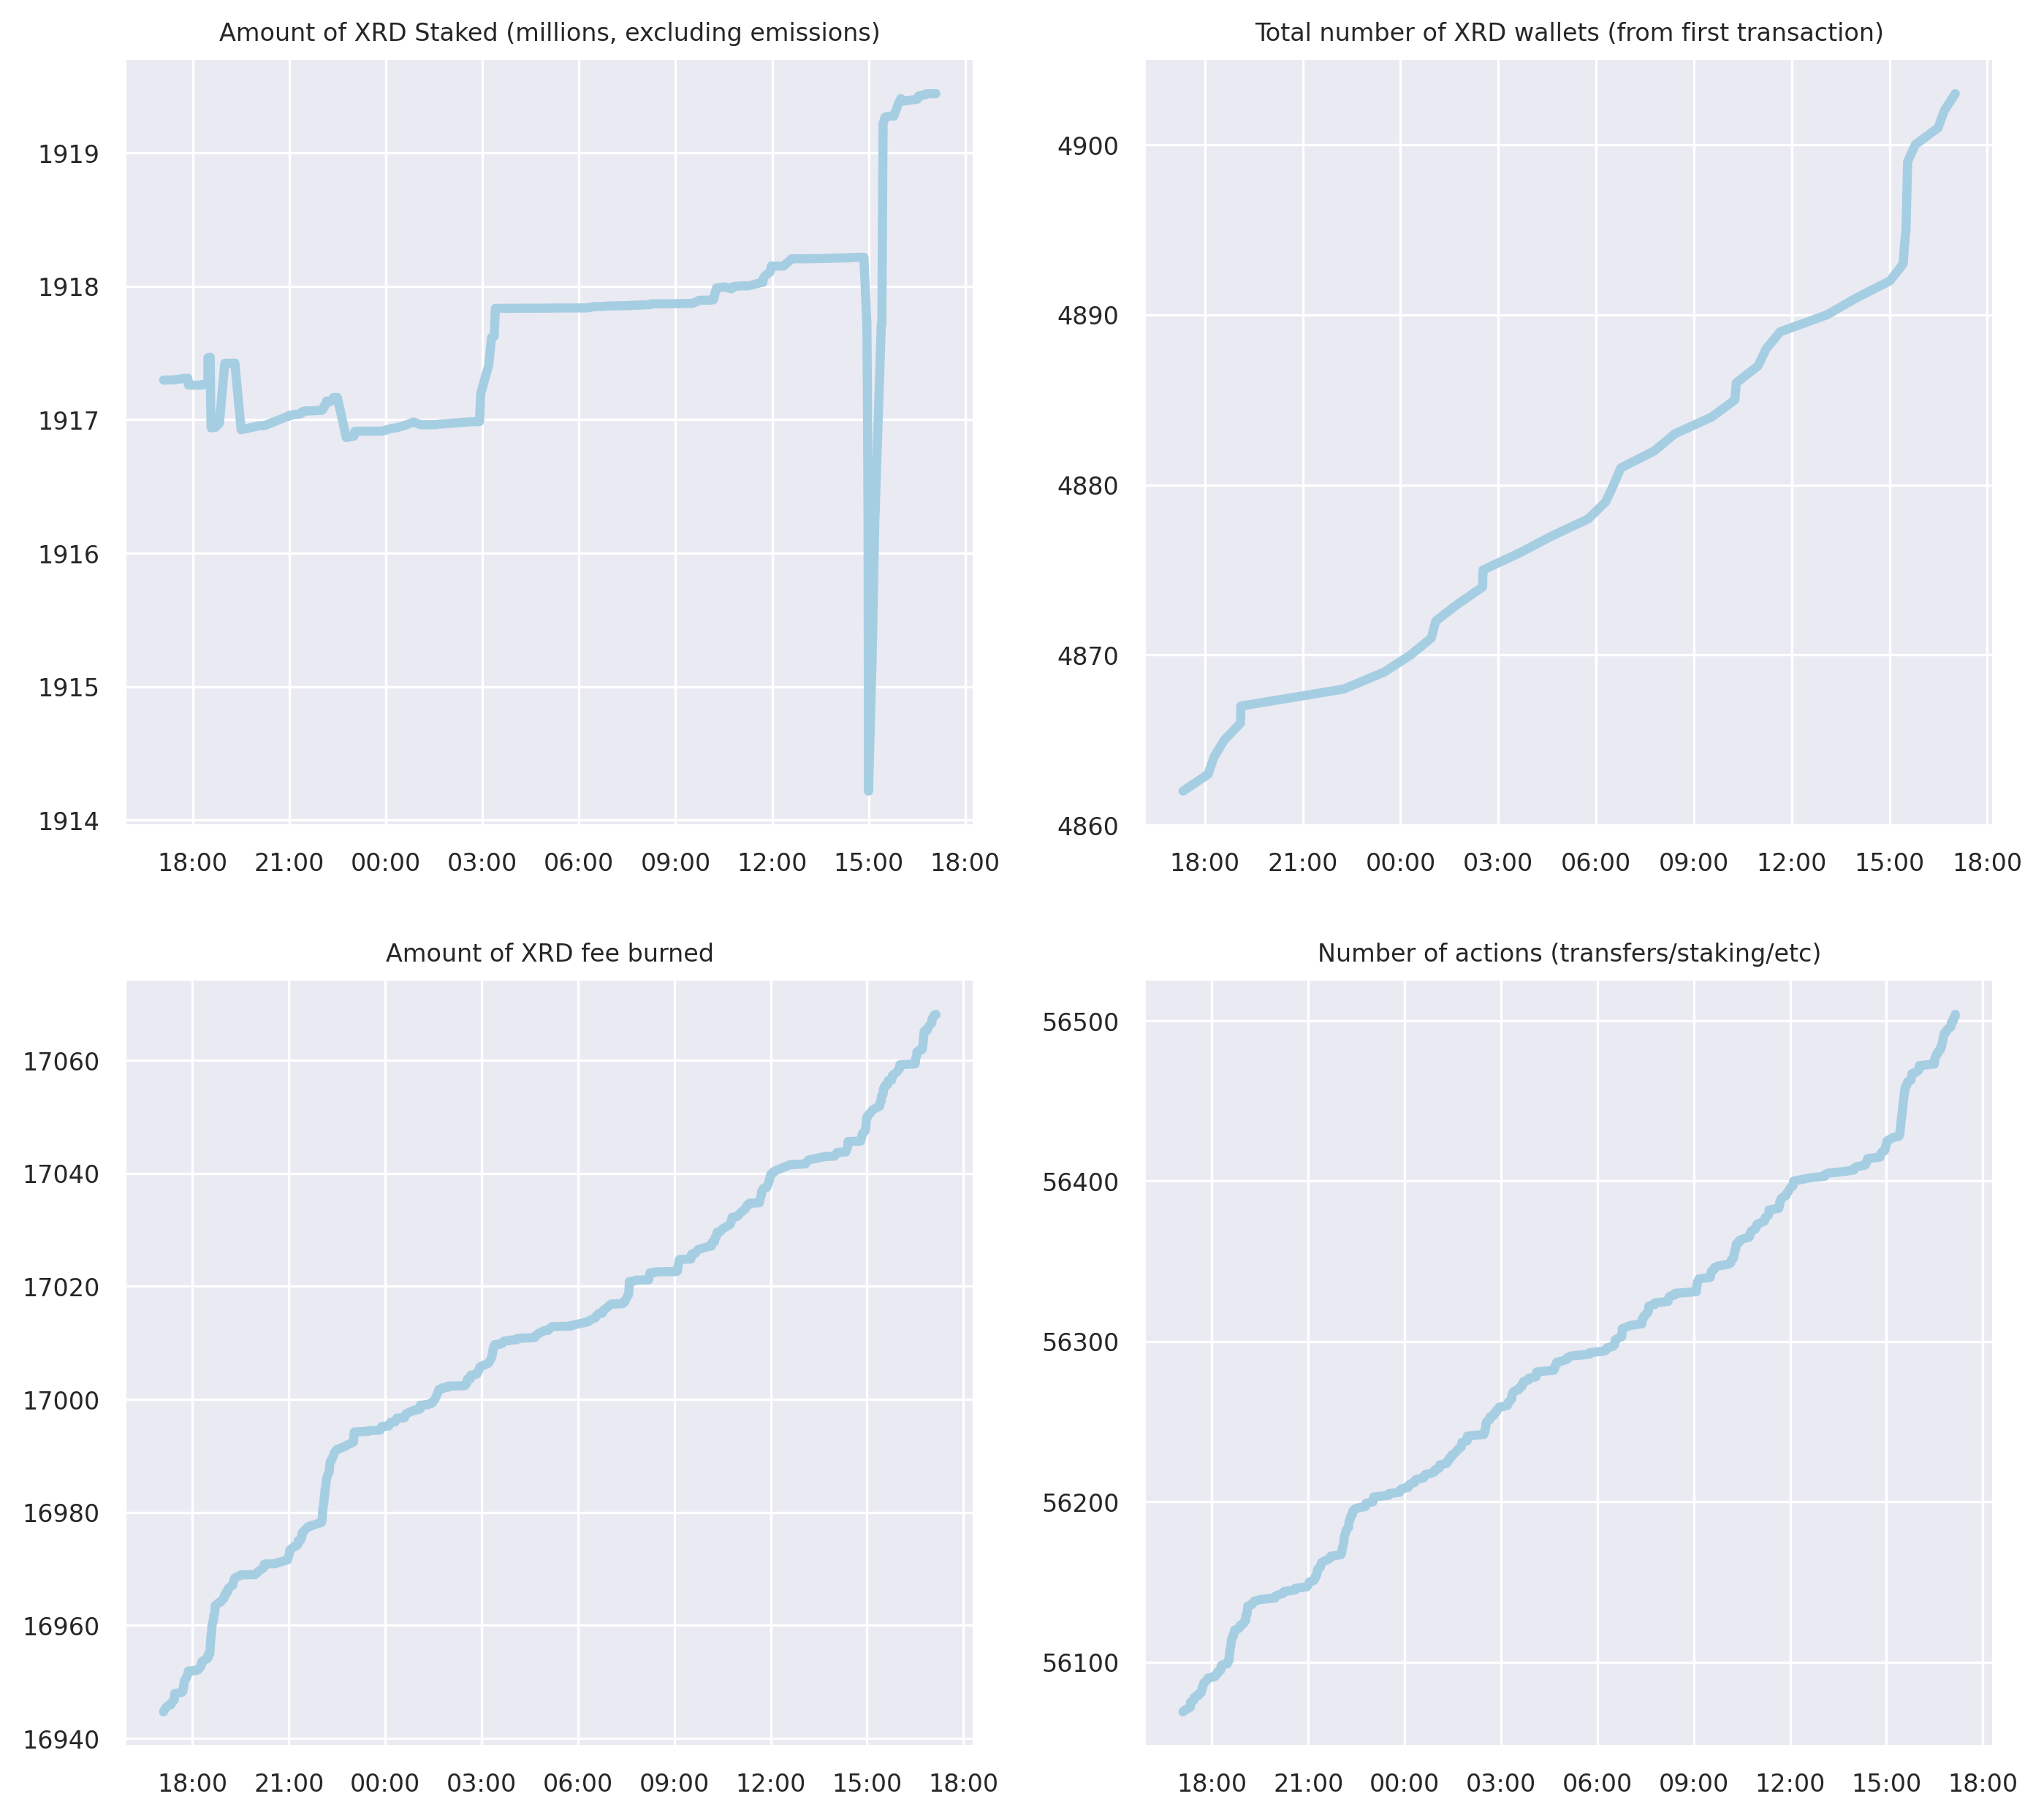 Amount of XRD Staked (millions, excluding emissions)
1919
1918
1917
1916
1915
1914
18:00 21:00 00:00 03:00 06:00 09:00 12:00 15:00 18:00
Total number of XRD wallets (from first transaction)
4900
4890
4880
4870
4860
18:00 21:00 00:00 03:00 06:00 09:00 12:00 15:00 18:00
Amount of XRD fee burned
17060
17040
17020
17000
16980
16960
16940
18:00 21:00 00:00 03:00 06:00 09:00 12:00 15:00 18:00
Number of actions (transfers/staking/etc)
56500
56400
56300
56200
56100
18:00 21:00 00:00 03:00 06:00 09:00 12:00 15:00 18:00